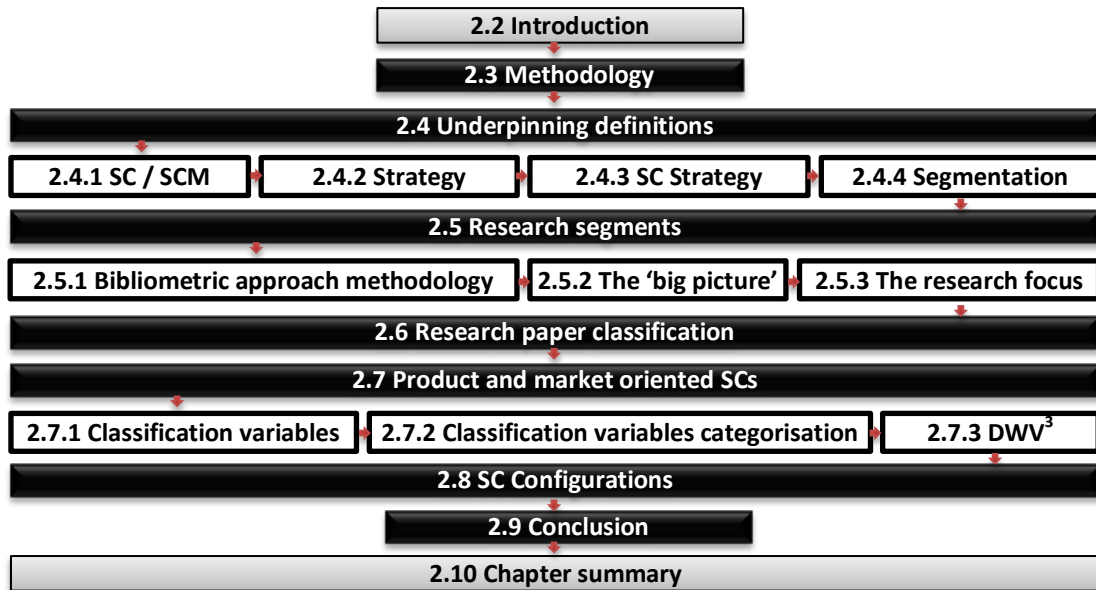 2.2 Introduction
2.3 Methodology
2.4 Underpinning definitions
2.4.1 SC / SCM
2.4.2 Strategy
2.4.3 SC Strategy
2.4.4 Segmentation
2.5 Research segments
2.5.1 Bibliometric approach methodology
2.5.2 The ‘big picture’
2.5.3 The research focus
2.6 Research paper classification
2.7 Product and market oriented SCs
2.7.1 Classification variables
2.7.2 Classification variables categorisation
2.7.3 DWV³
2.8 SC Configurations
2.9 Conclusion
2.10 Chapter summary